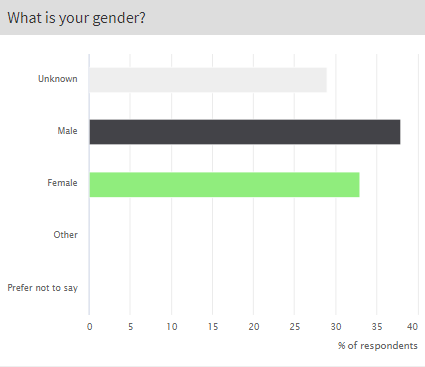 What is your gender?
Unknown
Male
Female
Other
Prefer not to say
0 5 10 15 20 25 30 35 40
% of respondents